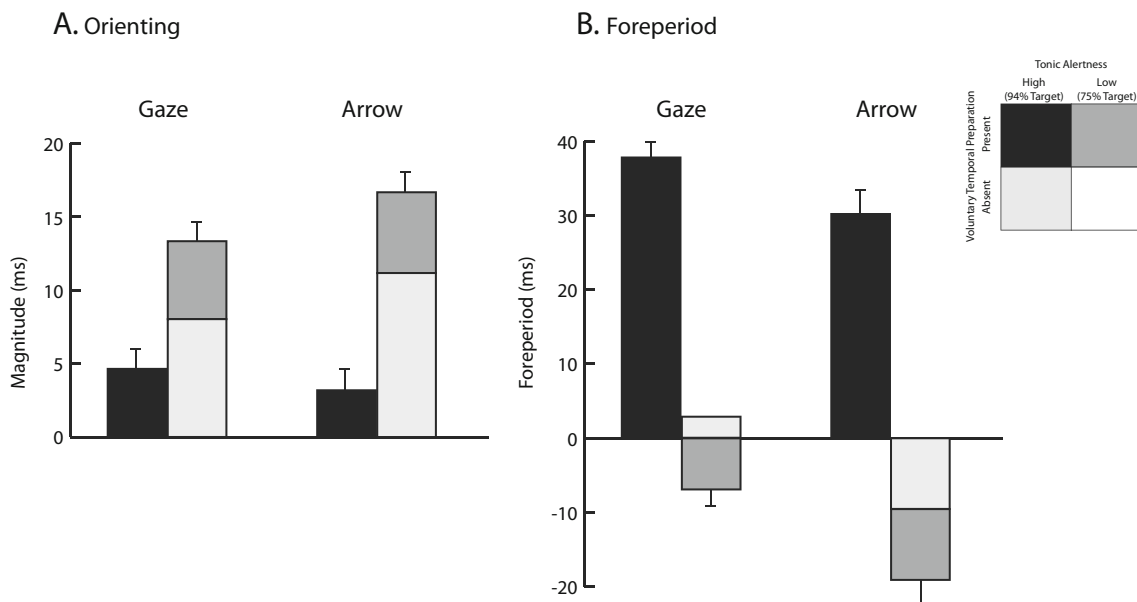 A. Orienting
Gaze
Arrow
Magnitude (ms)
20
15
10
5
0
B. Foreperiod
Gaze
Arrow
Foreperiod (ms)
40
30
20
10
0
-10
-20
Tonic Alertness
High
(94% Target)
Low
(75% Target)
Voluntary Temporal Preparation
Present
Absent